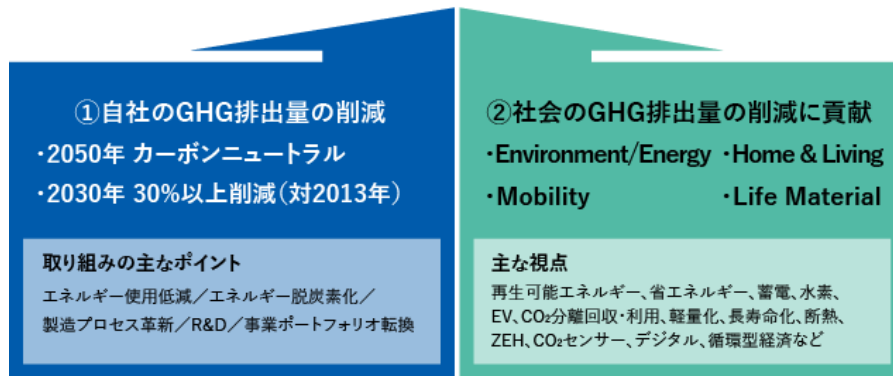 ①自社のGHG排出量の削減
・2050年 カーボンニュートラル
・2030年 30%以上削減（対2013年）
取り組みの主なポイント
エネルギー使用低減／エネルギー脱炭素化／
製造プロセス革新／R&D／事業ポートフォリオ転換
②社会のGHG排出量の削減に貢献
・Environment/Energy ・Home & Living
・Mobility ・Life Material
主な視点
再生可能エネルギー、省エネルギー、蓄電、水素、
EV、CO₂分離回収・利用、軽量化、長寿命化、断熱、
ZEH、CO₂センサー、デジタル、循環型経済など